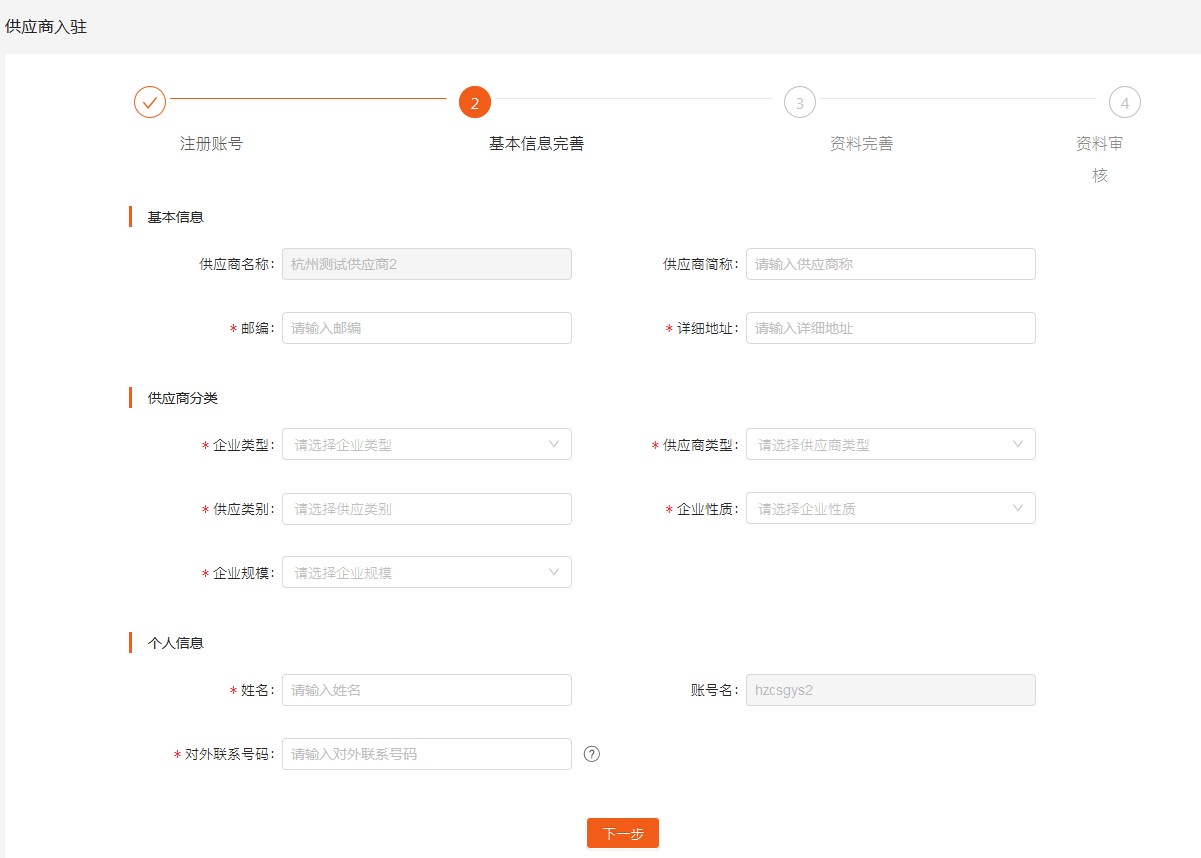 供应商入驻
2
3
4
注册账号
基本信息完善
资料完善
资料审
核
基本信息
供应商名称: 杭州测试供应商2
供应商简称: 请输入供应商称
* 邮编: 请输入邮编
* 详细地址: 请输入详细地址
供应商分类
* 企业类型: 请选择企业类型
* 供应商类型: 请选择供应商类型
* 供应类别: 请选择供应类别
* 企业性质: 请选择企业性质
* 企业规模: 请选择企业规模
个人信息
* 姓名: 请输入姓名
账号名: hzcsgys2
* 对外联系号码: 请输入对外联系号码 ?
下一步